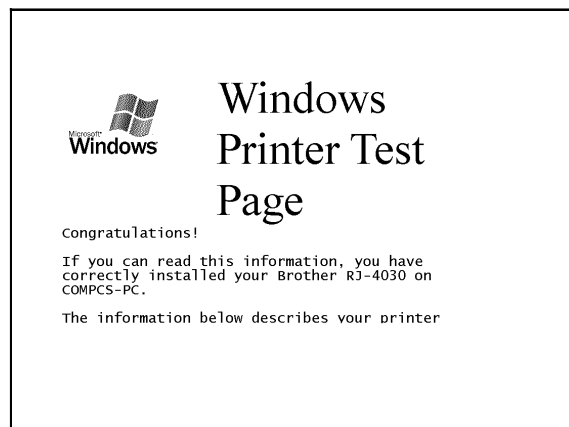 Microsoft®
Windows
Windows
Printer Test
Page
Congratulations!
If you can read this information, you have
correctly installed your Brother RJ-4030 on
COMPCS-PC.
The information below describes your printer